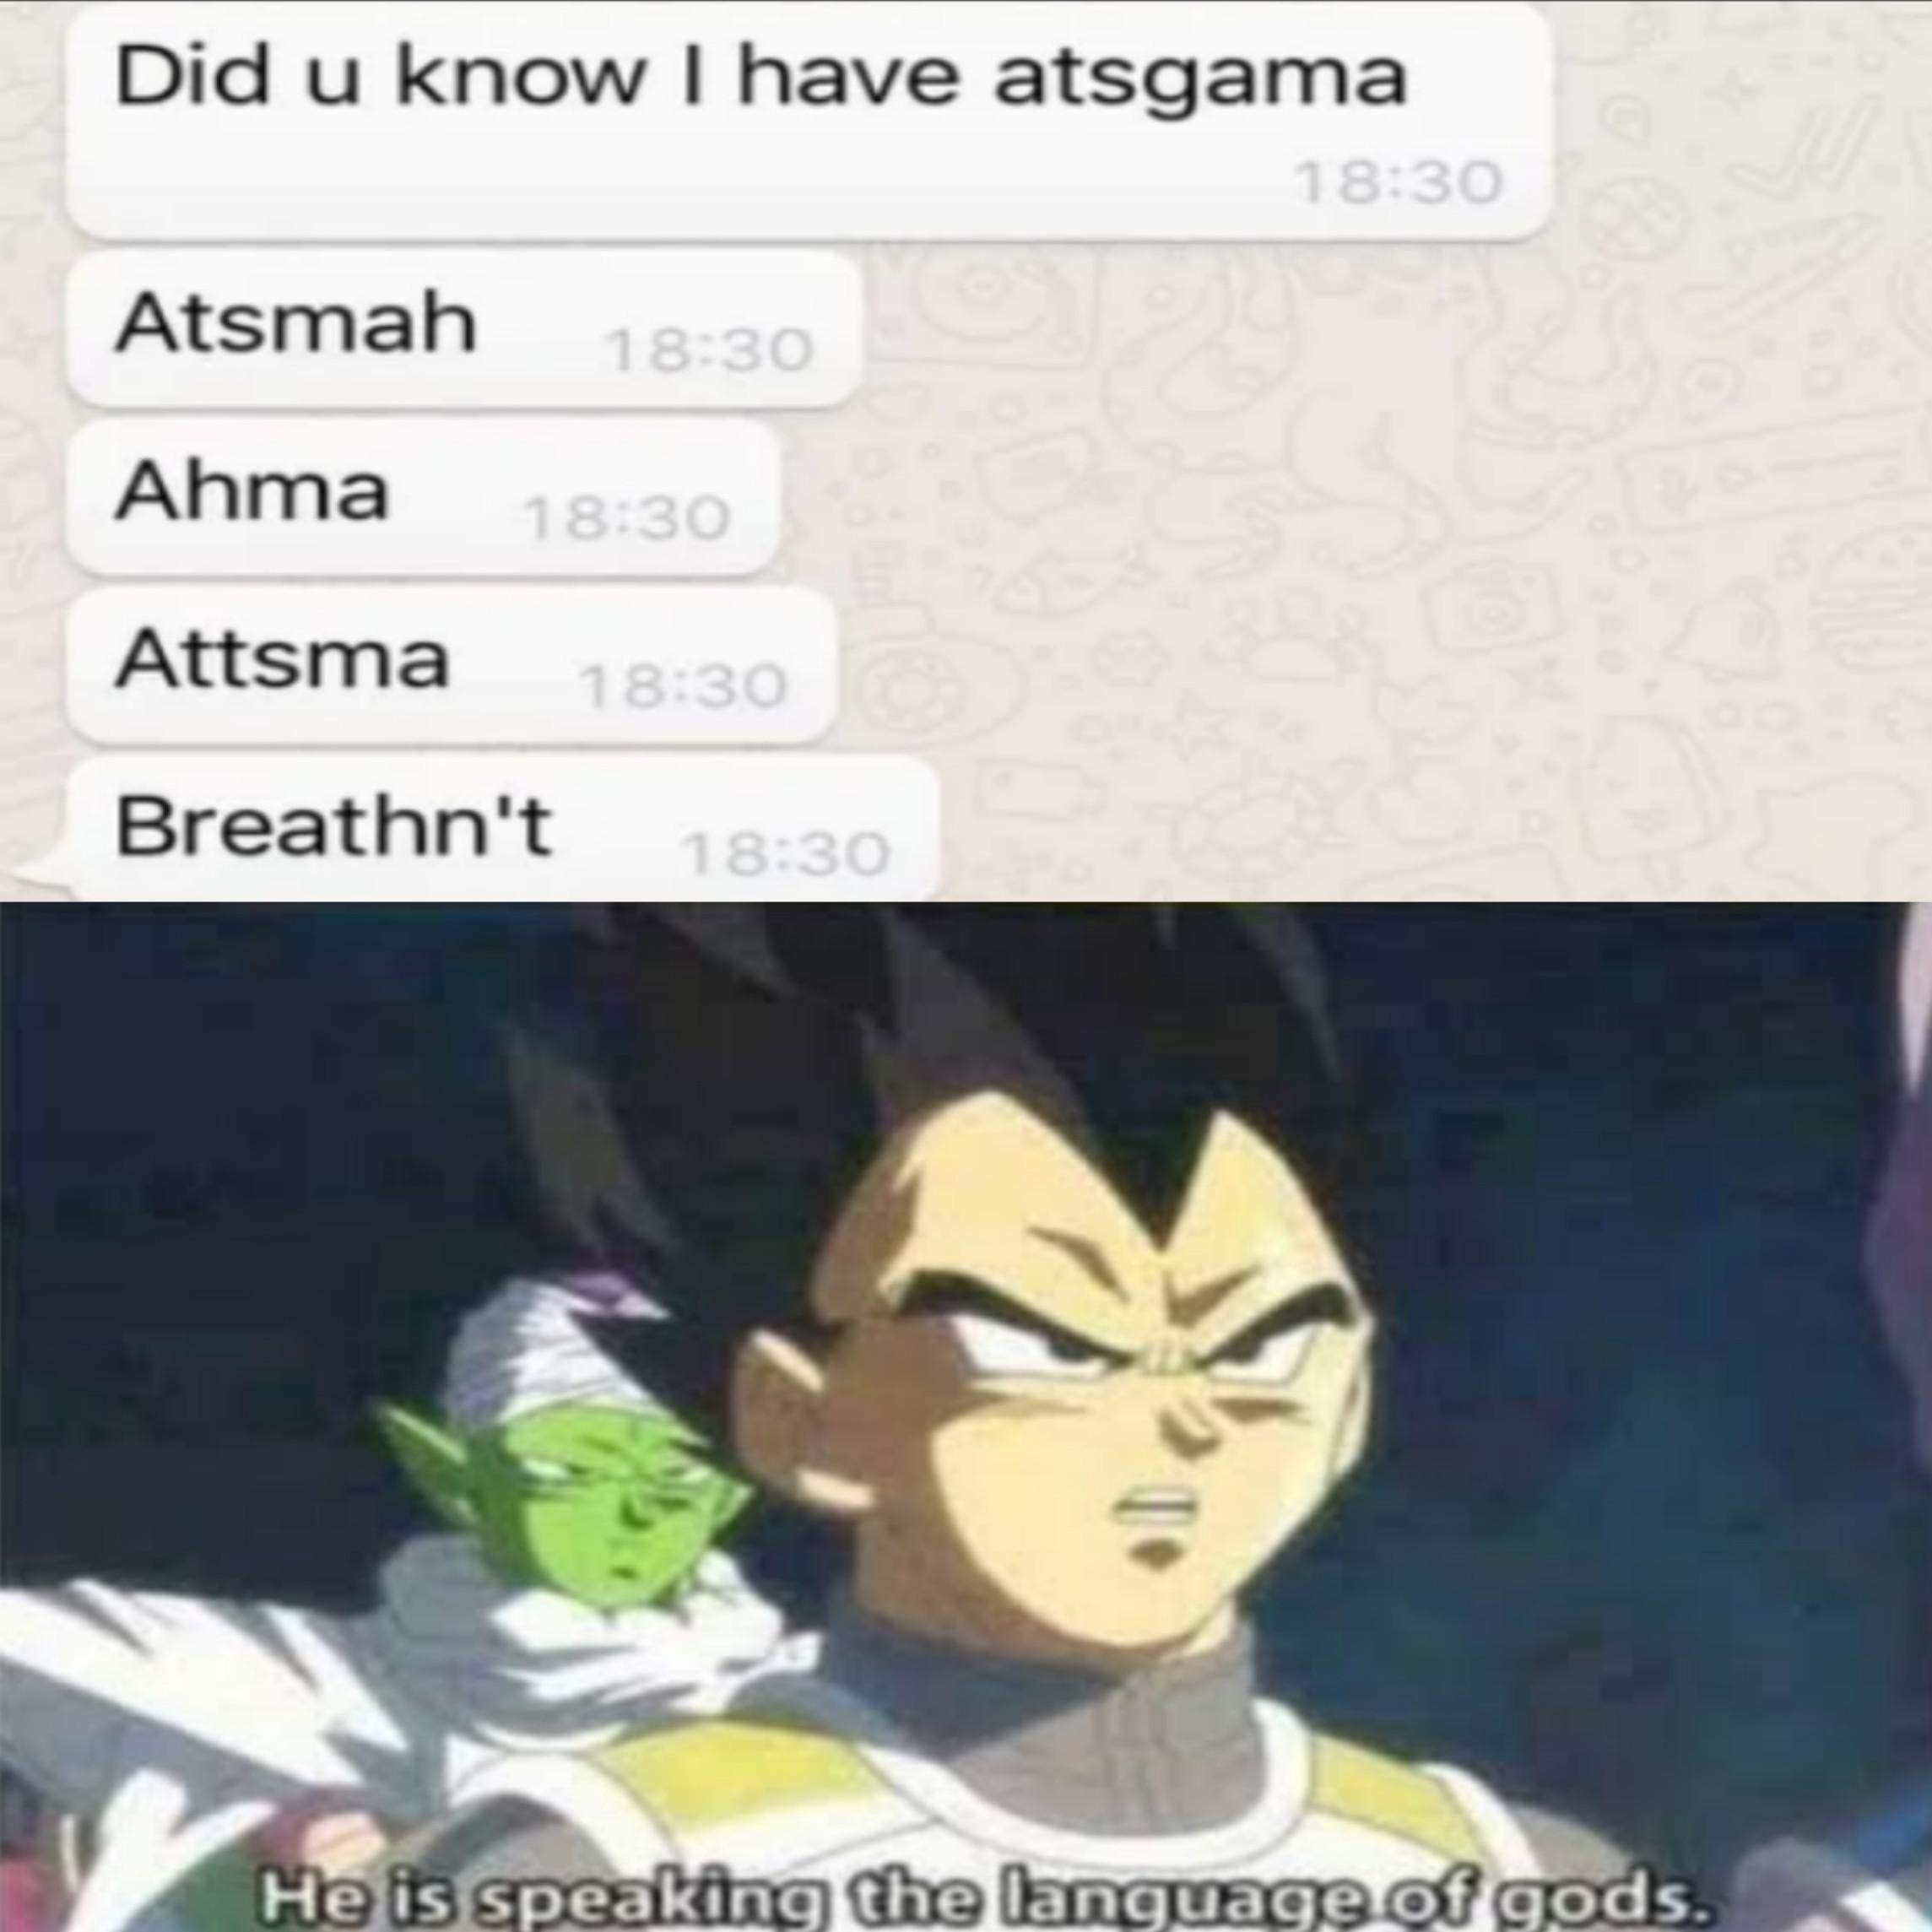 Did u know I have atsgama
18:30
Atsmah 18:30
Ahma 18:30
Attsma 18:30
Breathn't 18:30
He is speaking the language of gods.